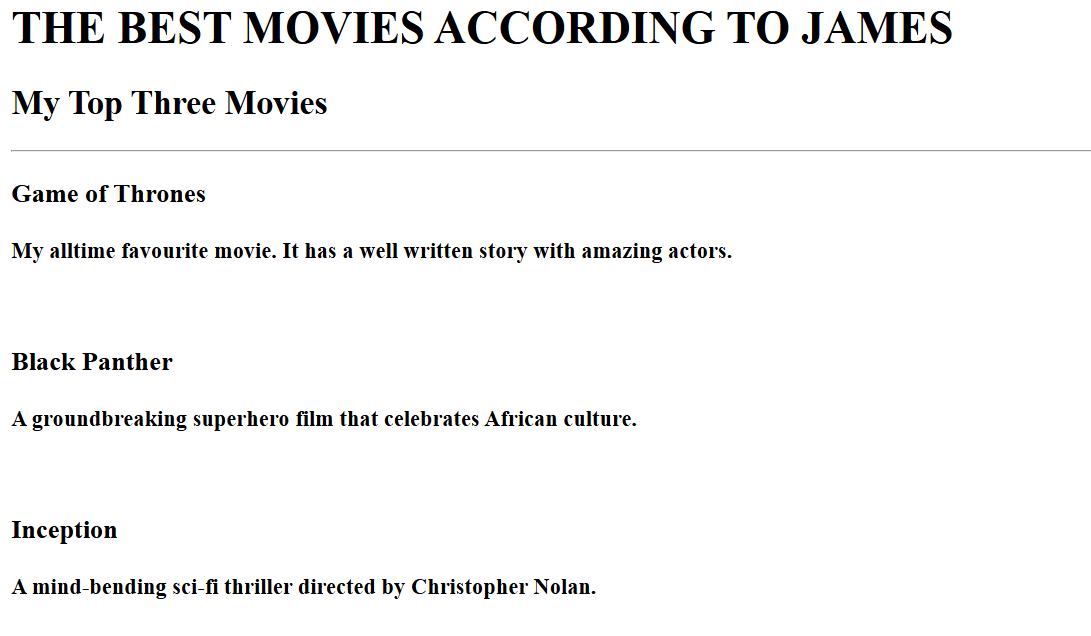 THE BEST MOVIES ACCORDING TO JAMES
My Top Three Movies
Game of Thrones
My alltime favourite movie. It has a well written story with amazing actors.
Black Panther
A groundbreaking superhero film that celebrates African culture.
Inception
A mind-bending sci-fi thriller directed by Christopher Nolan.